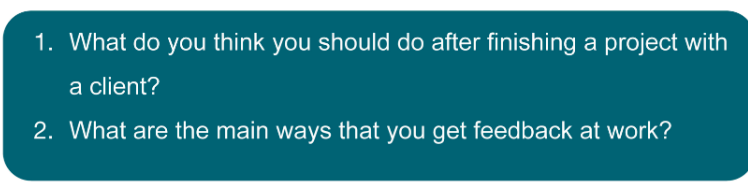 1. What do you think you should do after finishing a project with
a client?
2. What are the main ways that you get feedback at work?